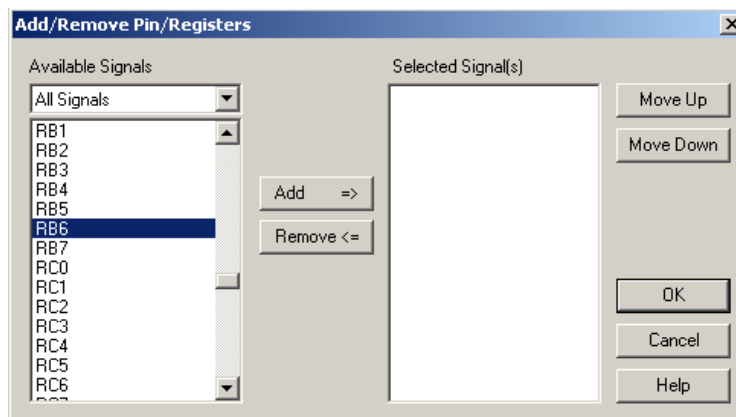 Add/Remove Pin/Registers
Available Signals
Selected Signal(s)
All Signals
RB1
RB2
RB3
RB4
RB5
RB6
RB7
RC0
RC1
RC2
RC3
RC4
RC5
RC6
Add =>
Remove <=
Move Up
Move Down
OK
Cancel
Help